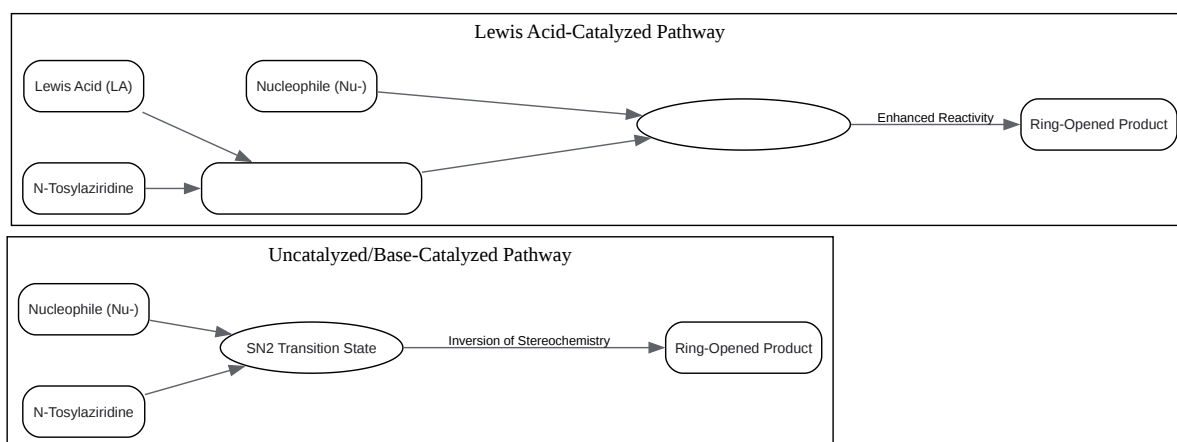 Lewis Acid-Catalyzed Pathway
Lewis Acid (LA)
Nucleophile (Nu-)
Enhanced Reactivity
Ring-Opened Product
N-Tosylaziridine
Uncatalyzed/Base-Catalyzed Pathway
Nucleophile (Nu-)
SN2 Transition State
Inversion of Stereochemistry
Ring-Opened Product
N-Tosylaziridine